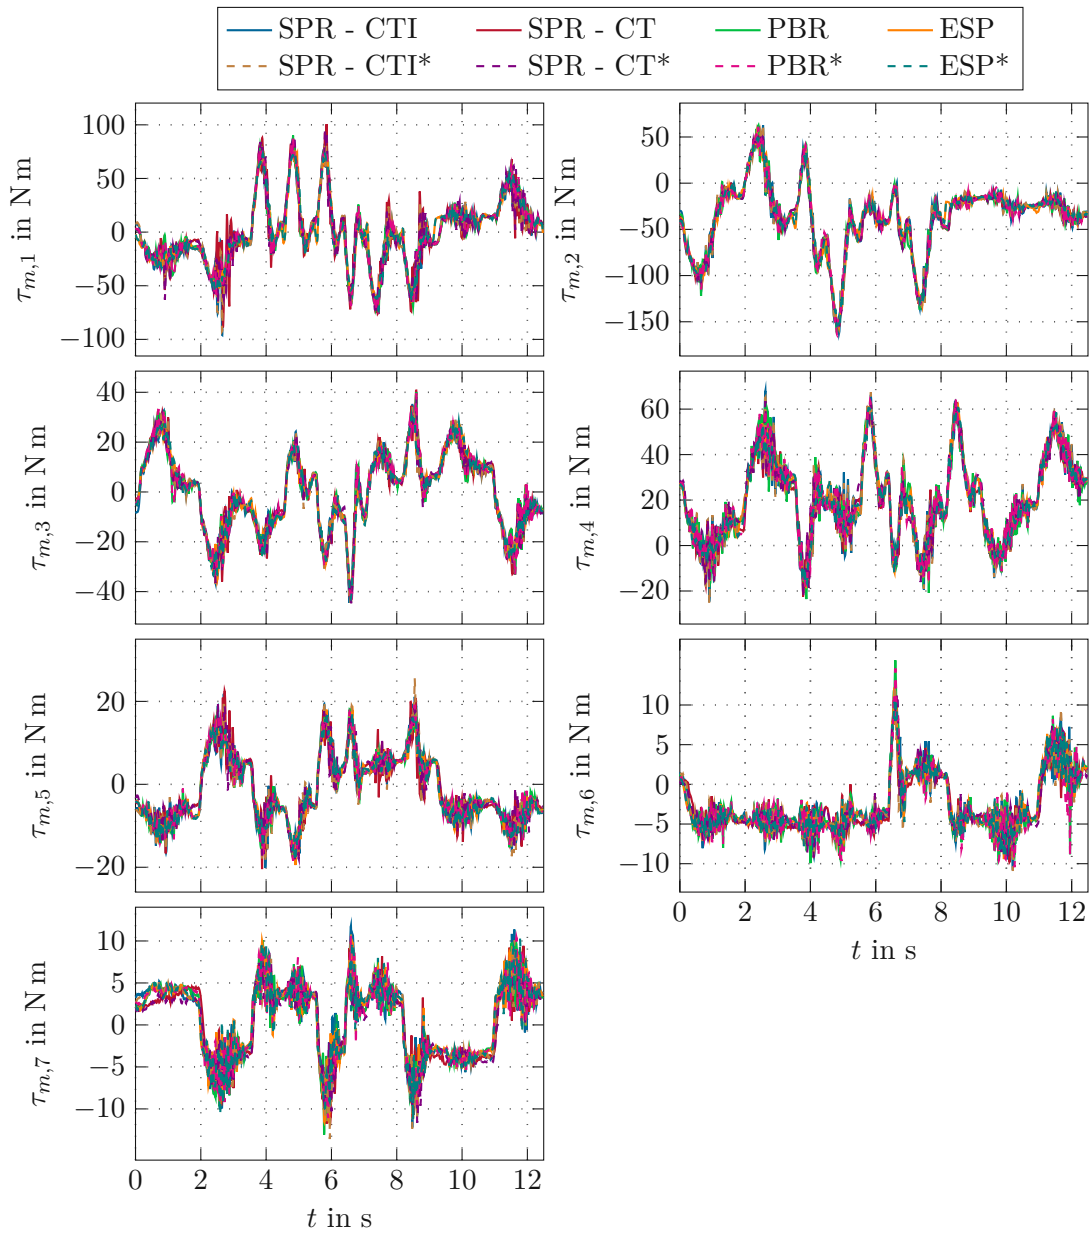 SPR - CTI SPR - CT PBR ESP
SPR - CTI* SPR - CT* PBR* ESP*
100
50
0
−50
−100
τm,1 in N m
50
0
−50
−100
−150
τm,2 in N m
40
20
0
−20
−40
τm,3 in N m
60
40
20
0
−20
τm,4 in N m
20
0
−20
τm,5 in N m
10
5
0
−5
−10
τm,6 in N m
0 2 4 6 8 10 12
t in s
10
5
0
−5
−10
τm,7 in N m
0 2 4 6 8 10 12
t in s